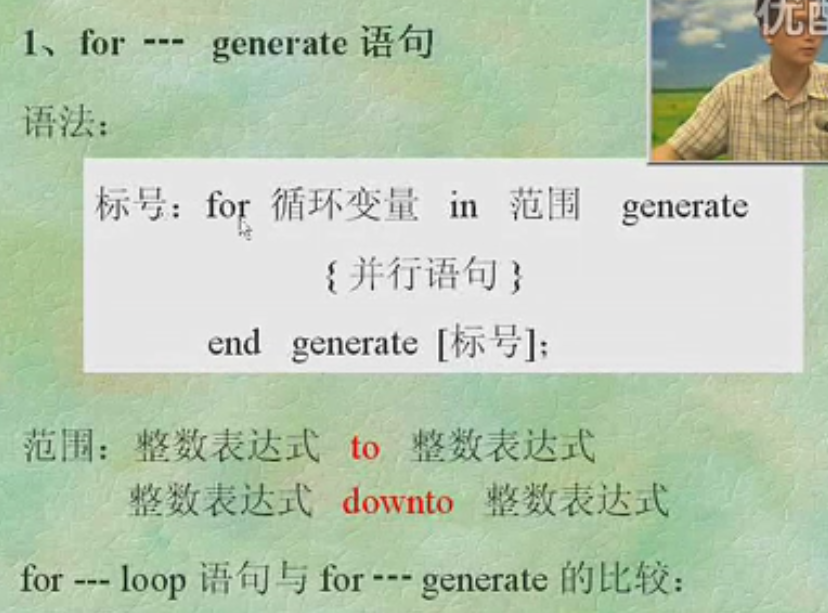 优酷
1、for --- generate 语句
语法：
标号：for 循环变量 in 范围 generate
{ 并行语句 }
end generate [标号];
范围：整数表达式 to 整数表达式
整数表达式 downto 整数表达式
for --- loop 语句与 for --- generate 的比较：